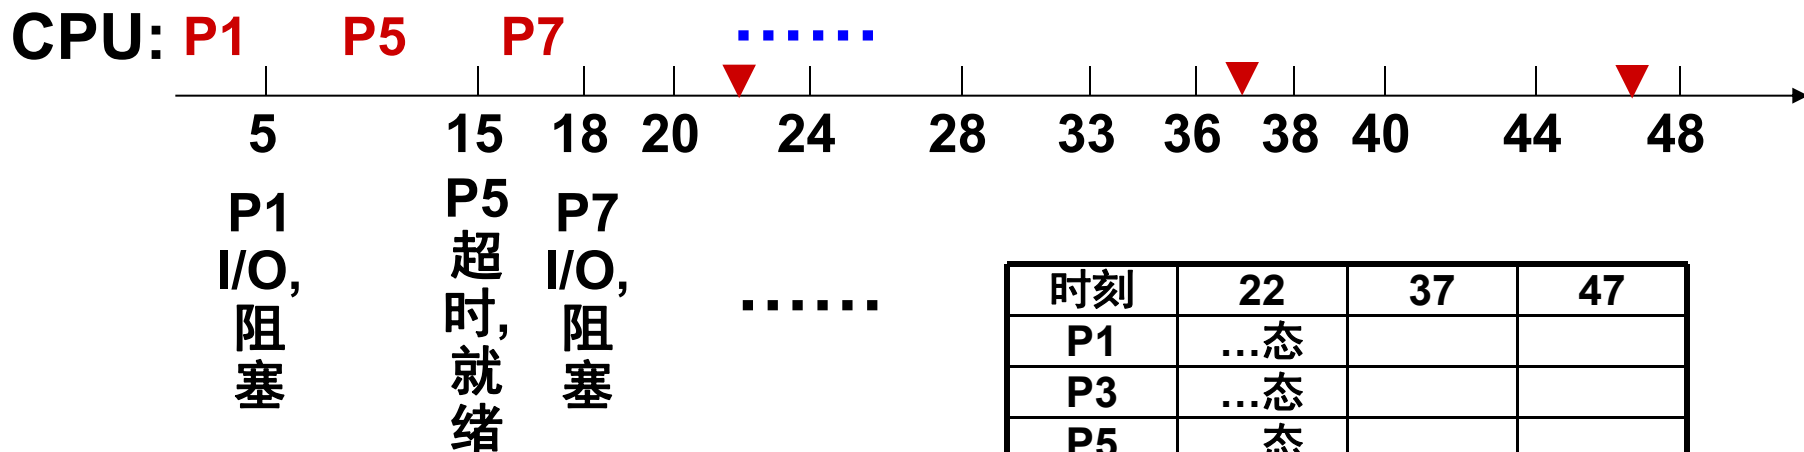 CPU: P1 P5 P7 ······
5 15 18 20 24 28 33 36 38 40 44 48
P1
I/O,
阻
塞
P5
超
时,
就
绪
P7
I/O,
阻
塞
······
时刻 22 37 47
P1 …态
P3 …态
P5 态